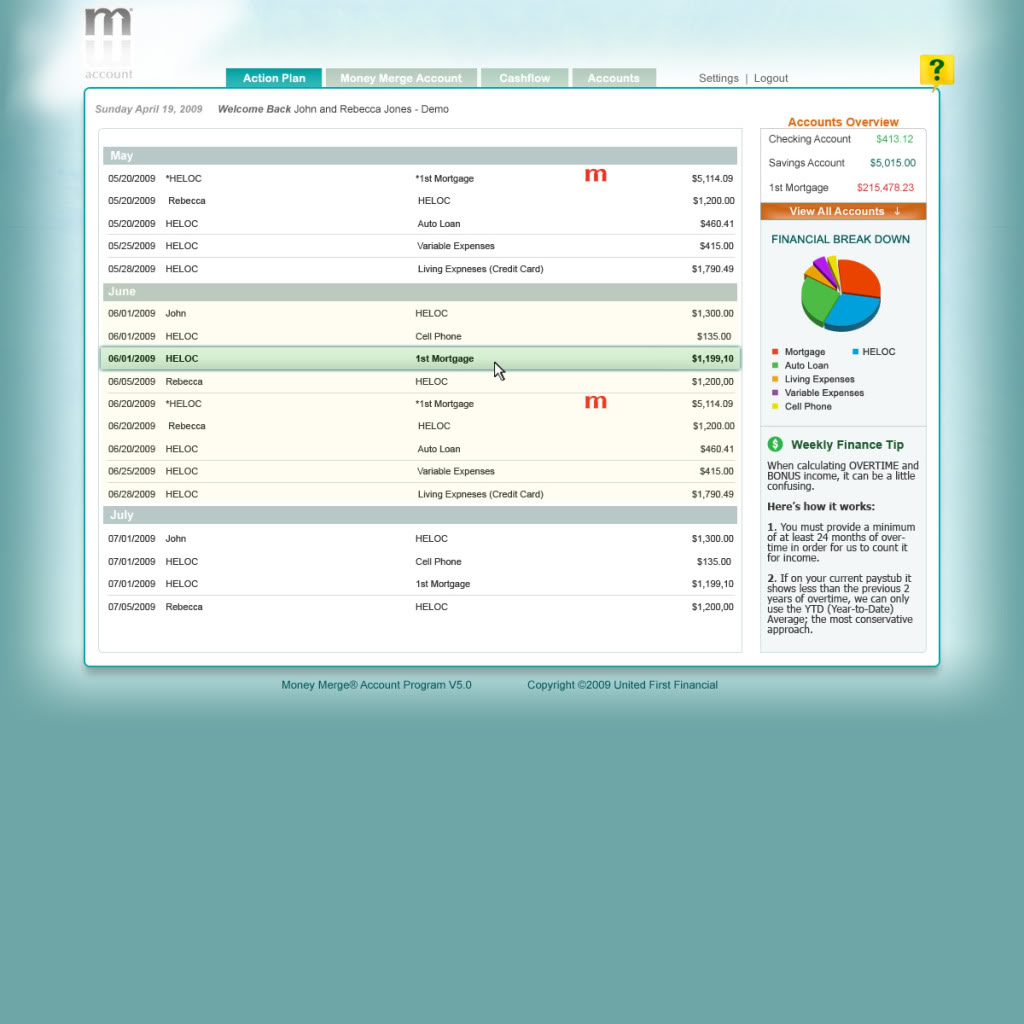 m
account
Action Plan Money Merge Account Cashflow Accounts Settings | Logout ?
Sunday April 19, 2009 Welcome Back John and Rebecca Jones - Demo
May
05/20/2009 *HELOC *1st Mortgage m $5,114.09
05/20/2009 Rebecca HELOC $1,200.00
05/20/2009 HELOC Auto Loan $460.41
05/25/2009 HELOC Variable Expenses $415.00
05/28/2009 HELOC Living Expneses (Credit Card) $1,790.49
June
06/01/2009 John HELOC $1,300.00
06/01/2009 HELOC Cell Phone $135.00
06/01/2009 HELOC 1st Mortgage $1,199,10
06/05/2009 Rebecca HELOC $1,200,00
06/20/2009 *HELOC *1st Mortgage m $5,114.09
06/20/2009 Rebecca HELOC $1,200.00
06/20/2009 HELOC Auto Loan $460.41
06/25/2009 HELOC Variable Expenses $415.00
06/28/2009 HELOC Living Expneses (Credit Card) $1,790.49
July
07/01/2009 John HELOC $1,300.00
07/01/2009 HELOC Cell Phone $135.00
07/01/2009 HELOC 1st Mortgage $1,199,10
07/05/2009 Rebecca HELOC $1,200,00
Accounts Overview
Checking Account $413.12
Savings Account $5,015.00
1st Mortgage $215,478.23
View All Accounts ↓
FINANCIAL BREAK DOWN
Mortgage HELOC
Auto Loan
Living Expenses
Variable Expenses
Cell Phone
$ Weekly Finance Tip
When calculating OVERTIME and
BONUS income, it can be a little
confusing.
Here's how it works:
1. You must provide a minimum
of at least 24 months of over-
time in order for us to count it
for income.
2. If on your current paystub it
shows less than the previous 2
years of overtime, we can only
use the YTD (Year-to-Date)
Average; the most conservative
approach.
Money Merge® Account Program V5.0 Copyright ©2009 United First Financial